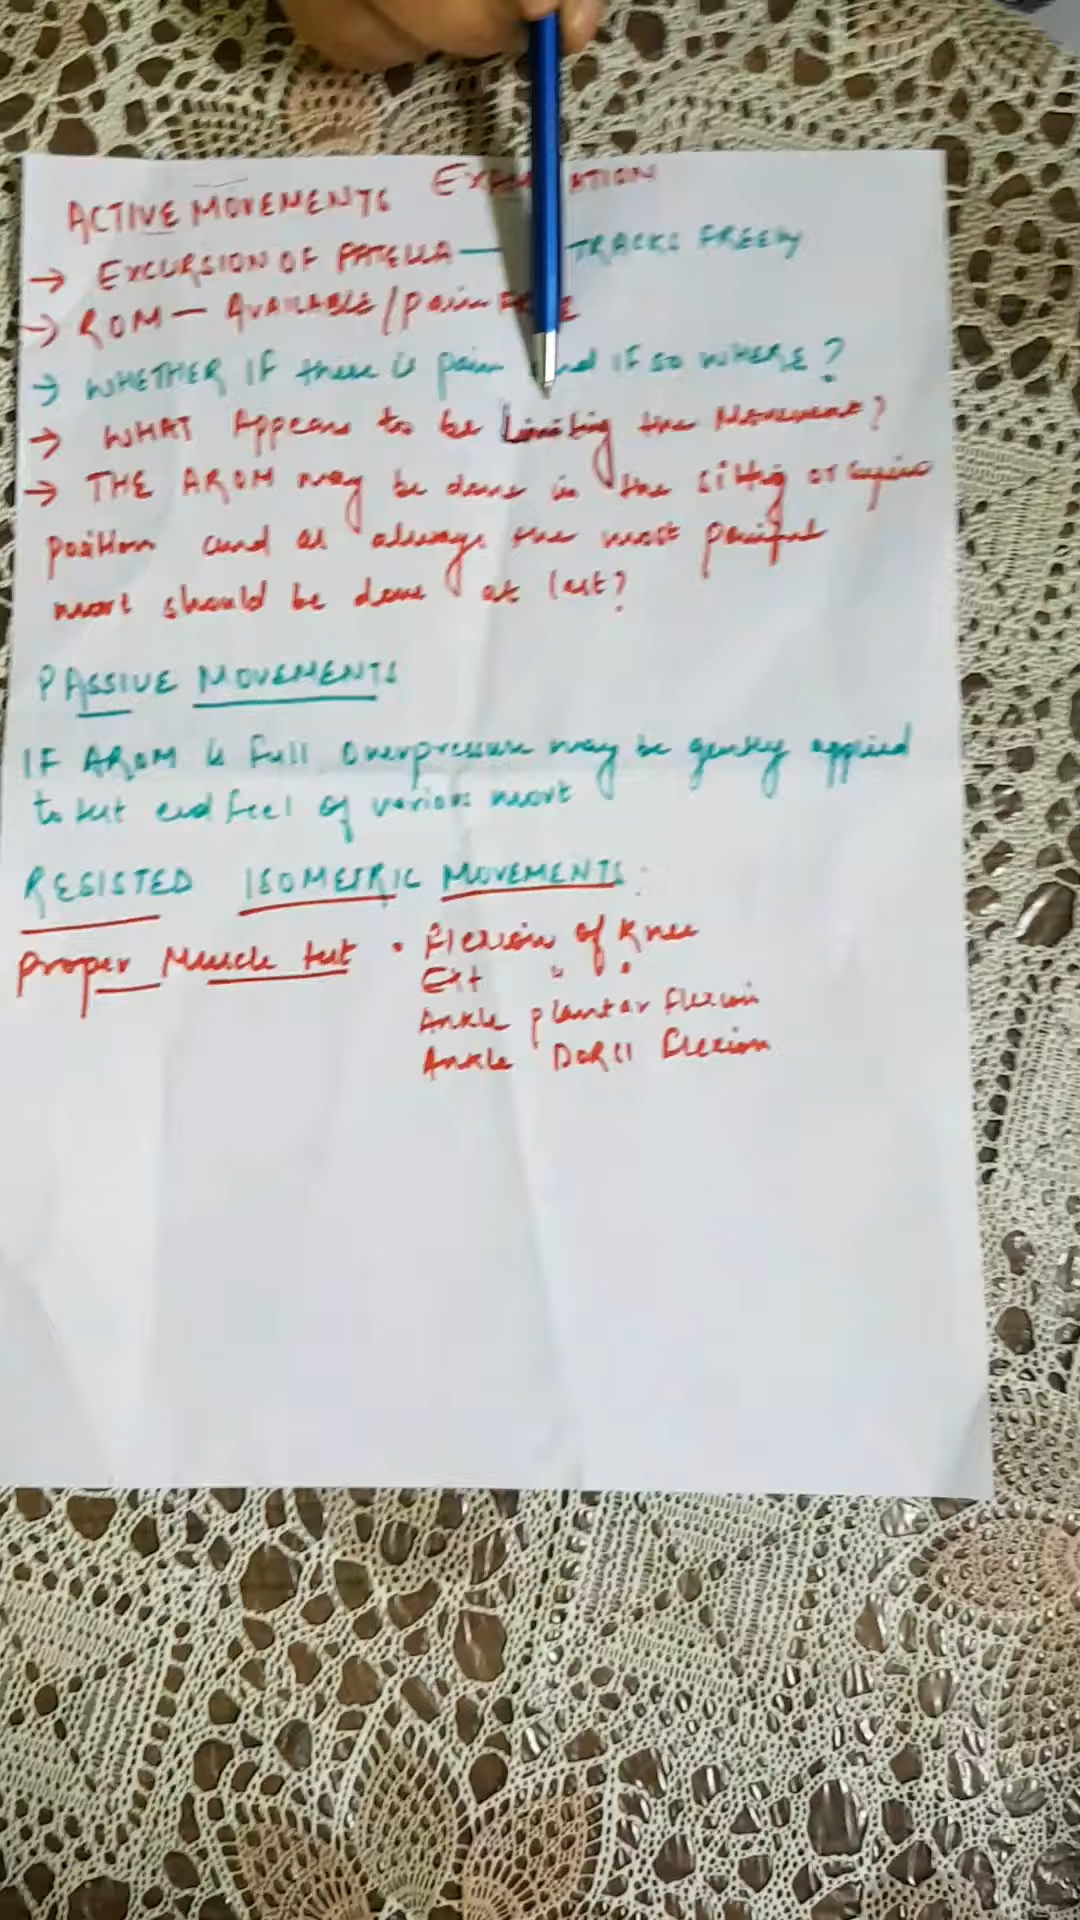 ACTIVE MOVEMENTS EXAMINATION
→ EXCURSION OF PATELLA — TRACKS FREELY
→ ROM — AVAILABLE / Pain FREE
→ WHETHER IF there is pain and IF SO WHERE?
→ WHAT Appears to be limiting the Movement?
→ THE AROM may be done in the sitting or supine
position and as always the most painful
movt should be done at last?
PASSIVE MOVEMENTS
IF AROM is full overpressure may be gently applied
to test end feel of various movt
RESISTED ISOMETRIC MOVEMENTS:
Proper Muscle test • flexion of Knee
Ext " "
Ankle plantar flexion
Ankle DORSI flexion